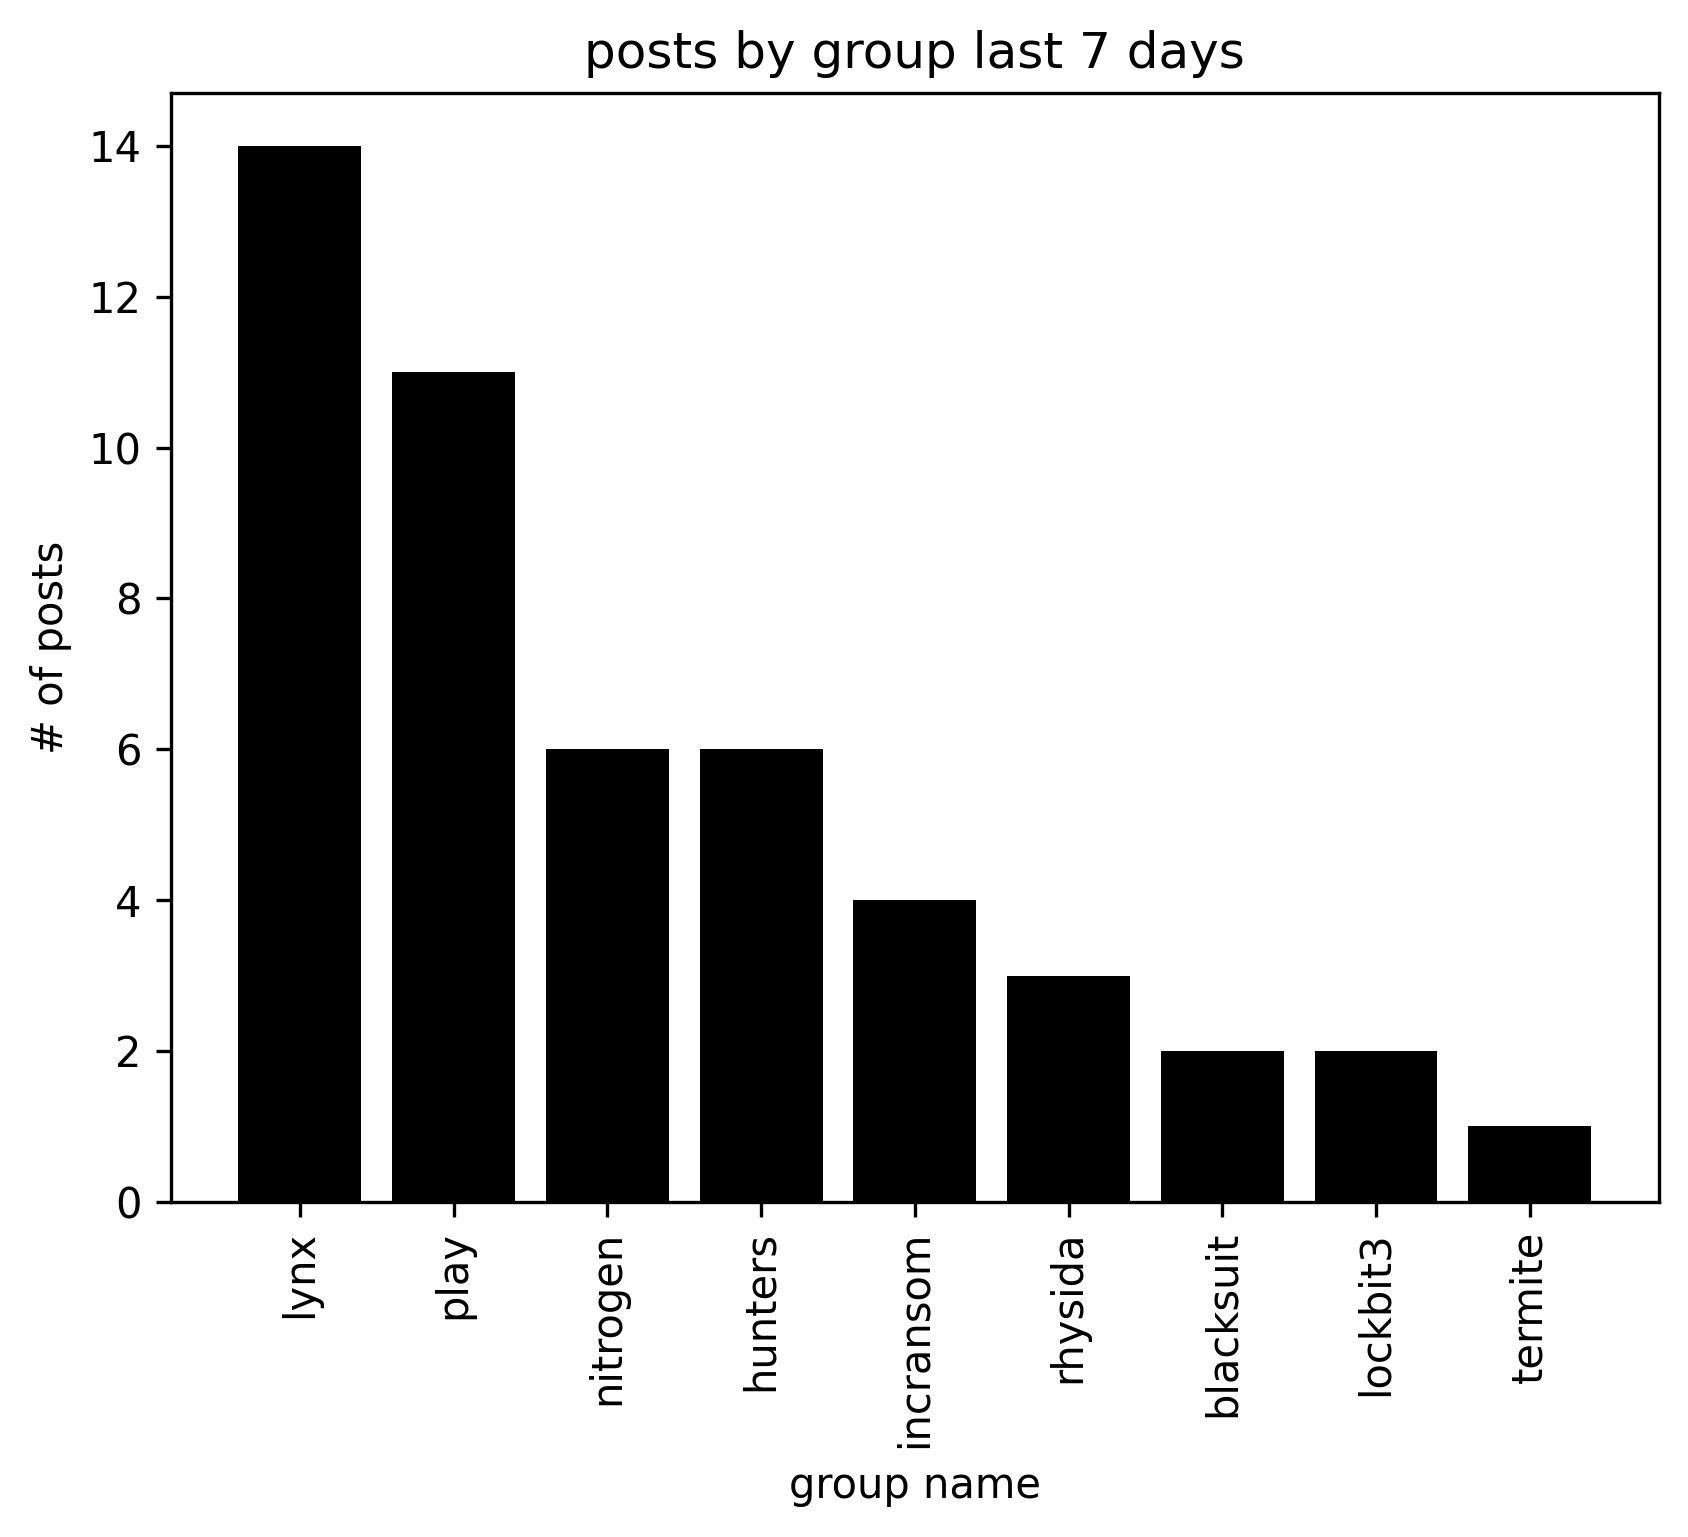 posts by group last 7 days
# of posts
14
12
10
8
6
4
2
0
lynx
play
nitrogen
hunters
incransom
rhysida
blacksuit
lockbit3
termite
group name